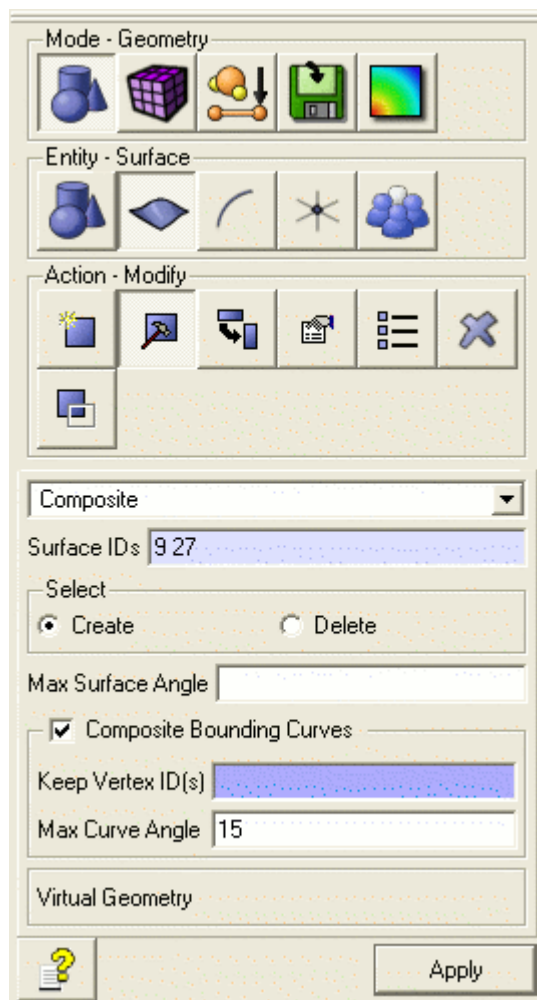 Mode - Geometry
Entity - Surface
Action - Modify
Composite
Surface IDs 9 27
Select
Create Delete
Max Surface Angle
Composite Bounding Curves
Keep Vertex ID(s)
Max Curve Angle 15
Virtual Geometry
? Apply